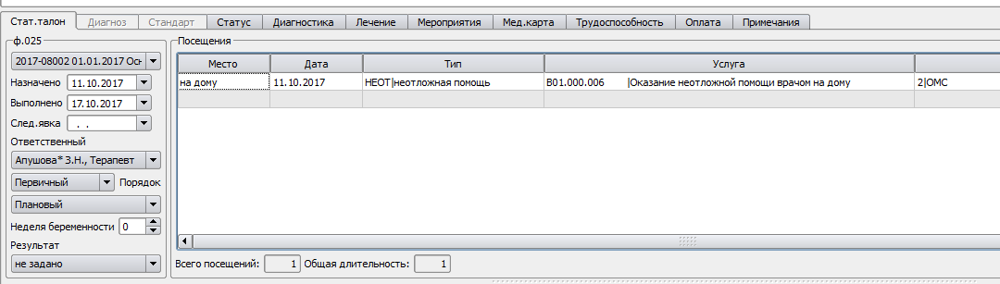 Стат.талон Диагноз Стандарт Статус Диагностика Лечение Мероприятия Мед.карта Трудоспособность Оплата Примечания
ф.025
2017-08002 01.01.2017 Осн
Назначено 11.10.2017
Выполнено 17.10.2017
След.явка . .
Ответственный
Апушова* З.Н., Терапевт
Первичный Порядок
Плановый
Неделя беременности 0
Результат
не задано
Посещения
Место Дата Тип Услуга
на дому 11.10.2017 НЕОТ|неотложная помощь B01.000.006 |Оказание неотложной помощи врачом на дому 2|ОМС
Всего посещений: 1 Общая длительность: 1